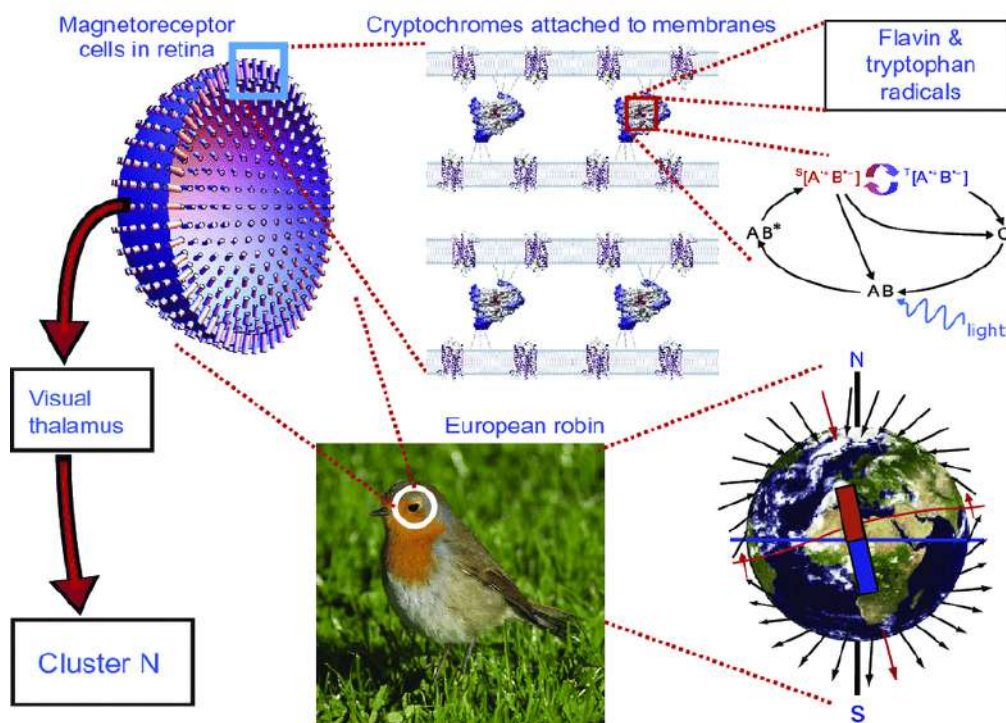 Magnetoreceptor
cells in retina
Cryptochromes attached to membranes
Flavin &
tryptophan
radicals
S[A·+B·−] T[A·+B·−]
AB*
C
AB
light
Visual
thalamus
European robin
N
Cluster N
S